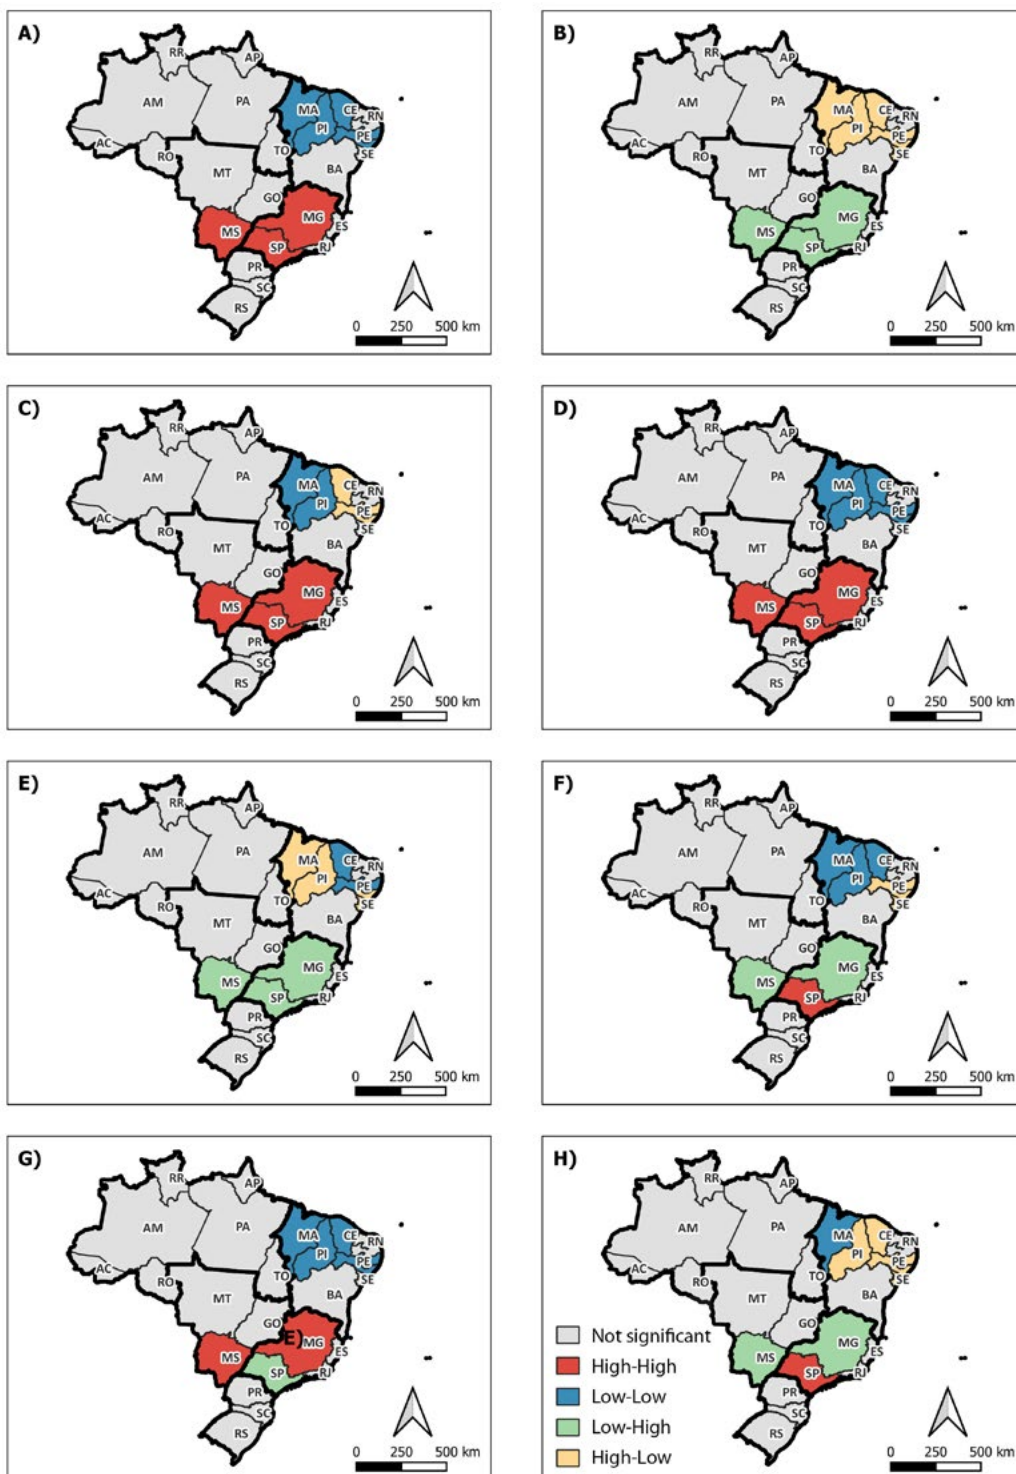 A)
RR
AP
AM
PA
MA
CE
RN
PI
PE
AC
TO
SE
RO
BA
MT
GO
MG
ES
MS
SP
RJ
PR
SC
RS
0 250 500 km
B)
RR
AP
AM
PA
MA
CE
RN
PI
PE
AC
TO
SE
RO
BA
MT
GO
MG
ES
MS
SP
RJ
PR
SC
RS
0 250 500 km
C)
RR
AP
AM
PA
MA
CE
RN
PI
PE
AC
TO
SE
RO
BA
MT
GO
MG
ES
MS
SP
RJ
PR
SC
RS
0 250 500 km
D)
RR
AP
AM
PA
MA
CE
RN
PI
PE
AC
TO
SE
RO
BA
MT
GO
MG
ES
MS
SP
RJ
PR
SC
RS
0 250 500 km
E)
RR
AP
AM
PA
MA
CE
RN
PI
PE
AC
TO
SE
RO
BA
MT
GO
MG
ES
MS
SP
RJ
PR
SC
RS
0 250 500 km
F)
RR
AP
AM
PA
MA
CE
RN
PI
PE
AC
TO
SE
RO
BA
MT
GO
MG
ES
MS
SP
RJ
PR
SC
RS
0 250 500 km
G)
RR
AP
AM
PA
MA
CE
RN
PI
PE
AC
TO
SE
RO
BA
MT
GO
E)
MG
ES
MS
SP
RJ
PR
SC
RS
0 250 500 km
H)
RR
AP
AM
PA
MA
CE
RN
PI
PE
AC
TO
SE
RO
BA
MT
GO
MG
ES
MS
SP
RJ
PR
SC
RS
Not significant
High-High
Low-Low
Low-High
High-Low
0 250 500 km